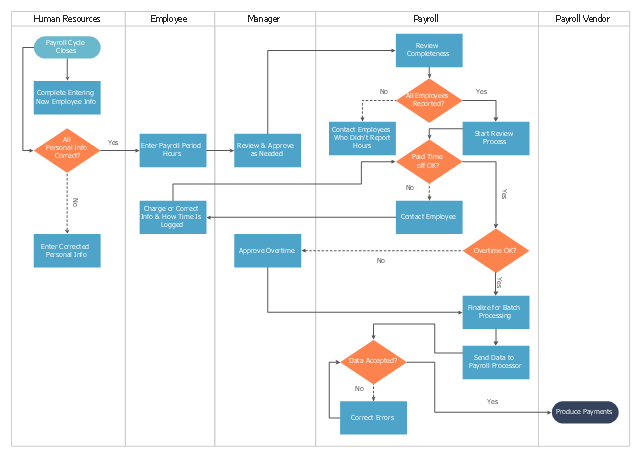 Human Resources
Employee
Manager
Payroll
Payroll Vendor
Payroll Cycle
Closes
Complete Entering
New Employee Info
All
Personal Info
Correct?
Yes
No
Enter Corrected
Personal Info
Enter Payroll Period
Hours
Charge or Correct
Info & How Time Is
Logged
Review & Approve
as Needed
Approve Overtime
Review
Completeness
All Employees
Reported?
No
Yes
Contact Employees
Who Didn't Report
Hours
Start Review
Process
Paid Time
off OK?
No
Yes
Contact Employee
Overtime OK?
No
Yes
Finalize for Batch
Processing
Send Data to
Payroll Processor
Data Accepted?
No
Yes
Correct Errors
Produce Payments